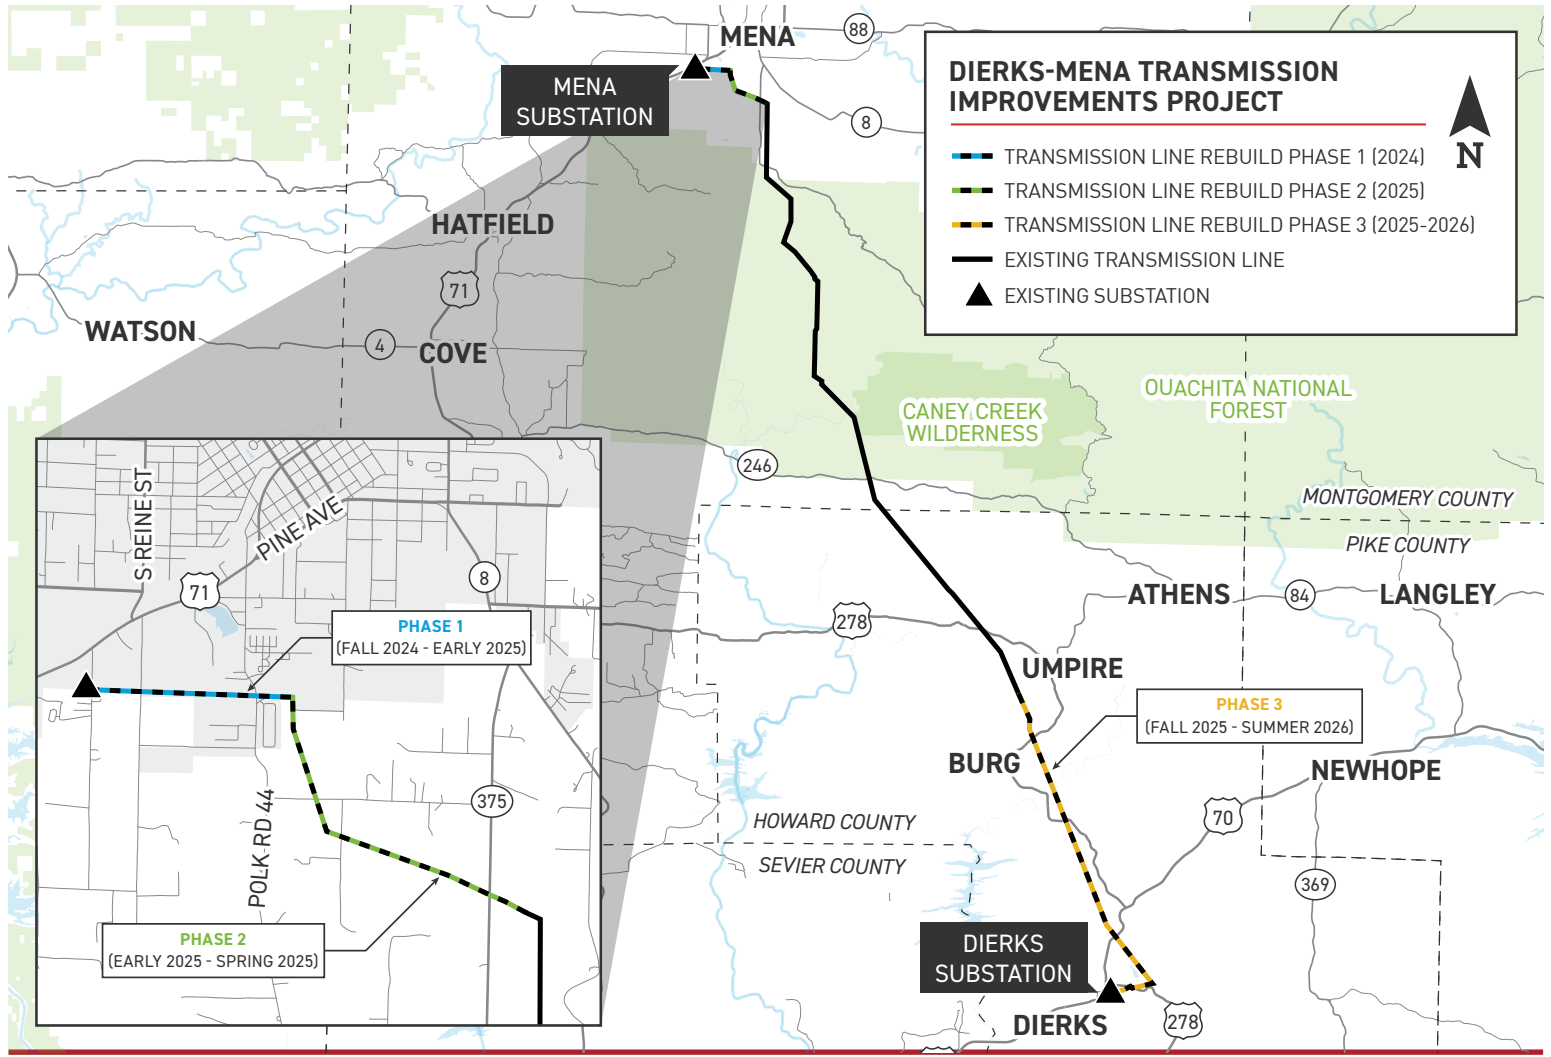 MENA
88
MENA
SUBSTATION
8
DIERKS-MENA TRANSMISSION
IMPROVEMENTS PROJECT
N
TRANSMISSION LINE REBUILD PHASE 1 (2024)
TRANSMISSION LINE REBUILD PHASE 2 (2025)
TRANSMISSION LINE REBUILD PHASE 3 (2025-2026)
EXISTING TRANSMISSION LINE
EXISTING SUBSTATION
HATFIELD
71
WATSON
4
COVE
CANEY CREEK
WILDERNESS
OUACHITA NATIONAL
FOREST
246
MONTGOMERY COUNTY
PIKE COUNTY
ATHENS
84
LANGLEY
278
UMPIRE
PHASE 3
(FALL 2025 - SUMMER 2026)
BURG
NEWHOPE
70
HOWARD COUNTY
SEVIER COUNTY
369
DIERKS
SUBSTATION
DIERKS
278
S REINE ST
PINE AVE
71
8
PHASE 1
(FALL 2024 - EARLY 2025)
375
POLK RD 44
PHASE 2
(EARLY 2025 - SPRING 2025)